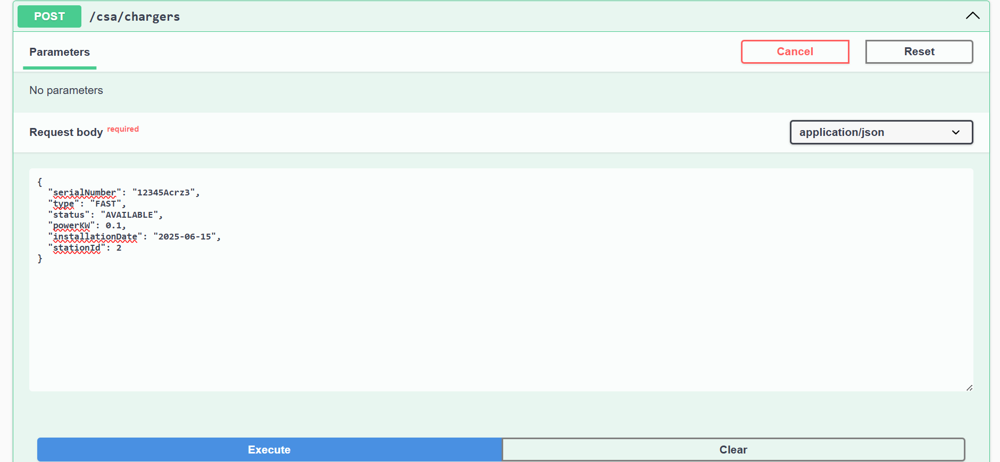 POST /csa/chargers
Parameters
Cancel
Reset
No parameters
Request body required
application/json
{
  "serialNumber": "12345Acrz3",
  "type": "FAST",
  "status": "AVAILABLE",
  "powerKW": 0.1,
  "installationDate": "2025-06-15",
  "stationId": 2
}
Execute
Clear